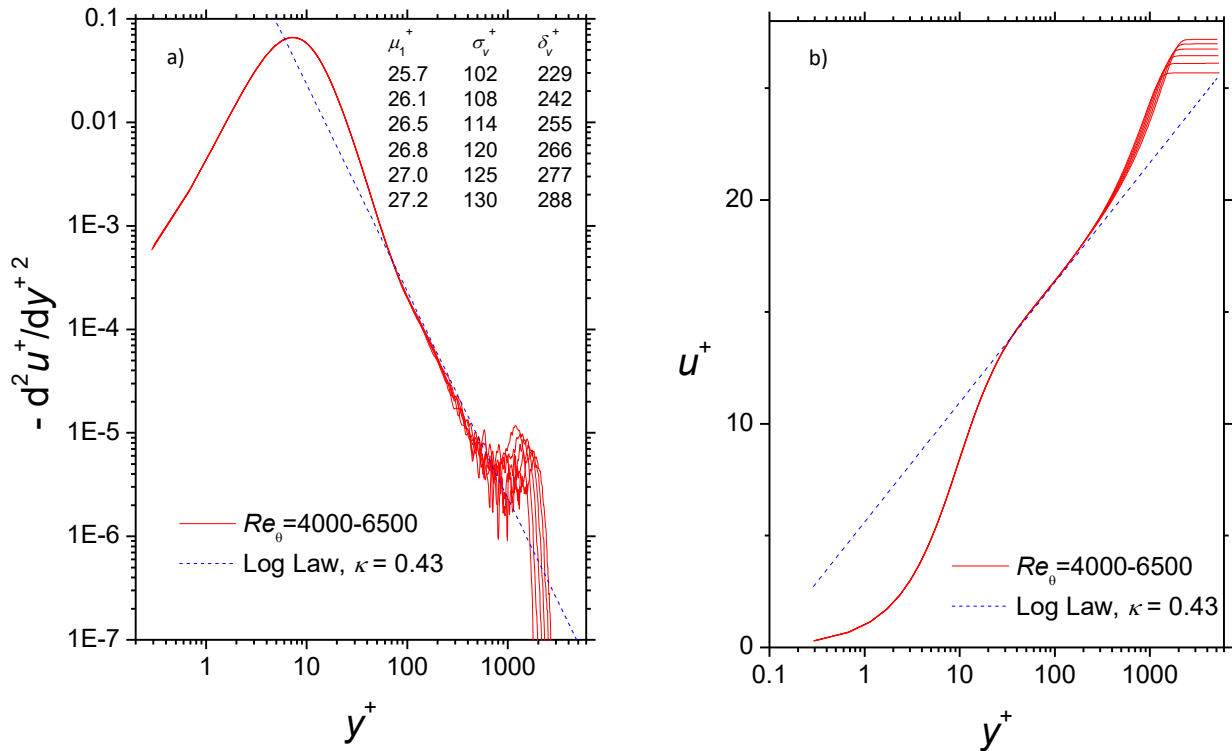 a)
μ₁⁺ σᵥ⁺ δᵥ⁺
25.7 102 229
26.1 108 242
26.5 114 255
26.8 120 266
27.0 125 277
27.2 130 288
0.1
0.01
1E-3
1E-4
1E-5
1E-6
1E-7
- d²u⁺/dy⁺²
Re_θ=4000-6500
Log Law, κ = 0.43
1 10 100 1000
y⁺
b)
20
10
0
u⁺
Re_θ=4000-6500
Log Law, κ = 0.43
0.1 1 10 100 1000
y⁺